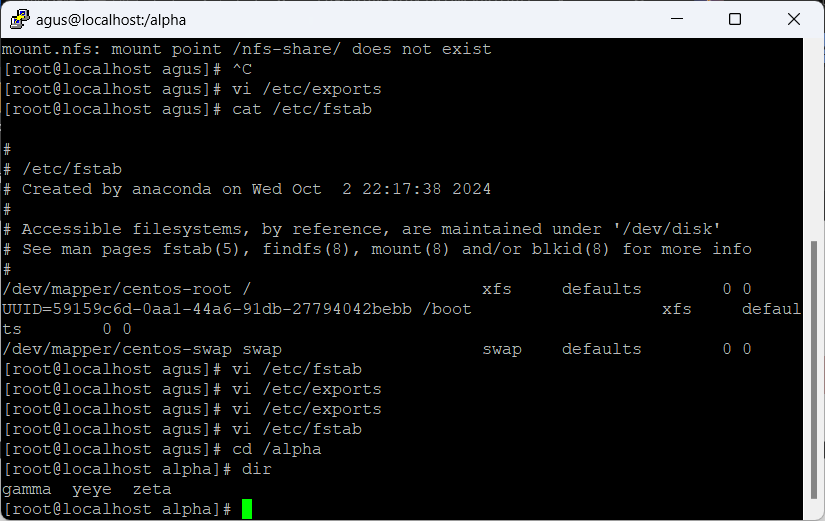 agus@localhost:/alpha
mount.nfs: mount point /nfs-share/ does not exist
[root@localhost agus]# ^C
[root@localhost agus]# vi /etc/exports
[root@localhost agus]# cat /etc/fstab
#
# /etc/fstab
# Created by anaconda on Wed Oct  2 22:17:38 2024
#
# Accessible filesystems, by reference, are maintained under '/dev/disk'
# See man pages fstab(5), findfs(8), mount(8) and/or blkid(8) for more info
#
/dev/mapper/centos-root /                       xfs     defaults        0 0
UUID=59159c6d-0aa1-44a6-91db-27794042bebb /boot                   xfs     defaul
ts        0 0
/dev/mapper/centos-swap swap                    swap    defaults        0 0
[root@localhost agus]# vi /etc/fstab
[root@localhost agus]# vi /etc/exports
[root@localhost agus]# vi /etc/exports
[root@localhost agus]# vi /etc/fstab
[root@localhost agus]# cd /alpha
[root@localhost alpha]# dir
gamma  yeye  zeta
[root@localhost alpha]#